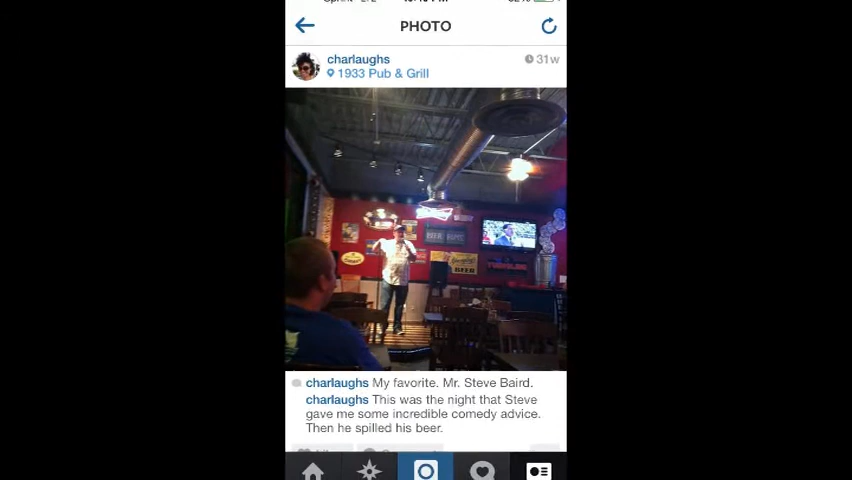 PHOTO
charlaughs
1933 Pub & Grill
31w
charlaughs My favorite. Mr. Steve Baird.
charlaughs This was the night that Steve
gave me some incredible comedy advice.
Then he spilled his beer.